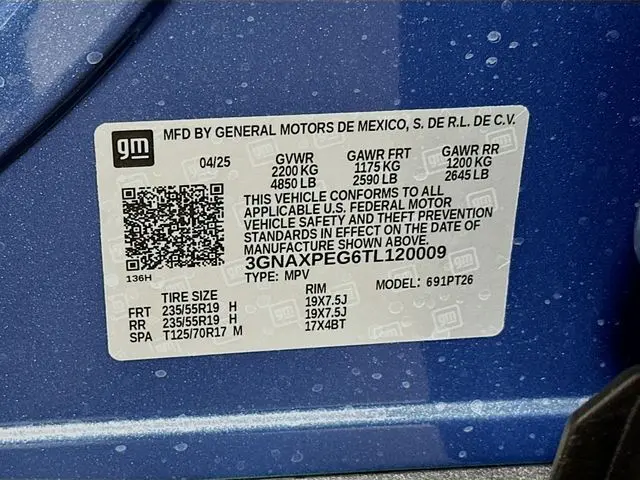 gm
MFD BY GENERAL MOTORS DE MEXICO, S. DE R.L. DE C.V.
04/25 GVWR GAWR FRT GAWR RR
2200 KG 1175 KG 1200 KG
4850 LB 2590 LB 2645 LB
THIS VEHICLE CONFORMS TO ALL
APPLICABLE U.S. FEDERAL MOTOR
VEHICLE SAFETY AND THEFT PREVENTION
STANDARDS IN EFFECT ON THE DATE OF
MANUFACTURE SHOWN ABOVE.
3GNAXPEG6TL120009
136H
TYPE: MPV MODEL: 691PT26
TIRE SIZE RIM
FRT 235/55R19 H 19X7.5J
RR 235/55R19 H 19X7.5J
SPA T125/70R17 M 17X4BT